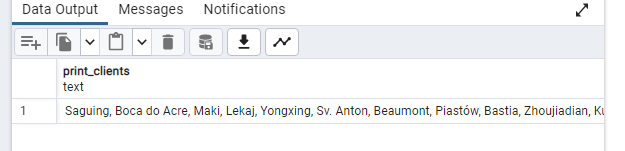 Data Output Messages Notifications
print_clients
text
1 Saguing, Boca do Acre, Maki, Lekaj, Yongxing, Sv. Anton, Beaumont, Piastów, Bastia, Zhoujiadian,